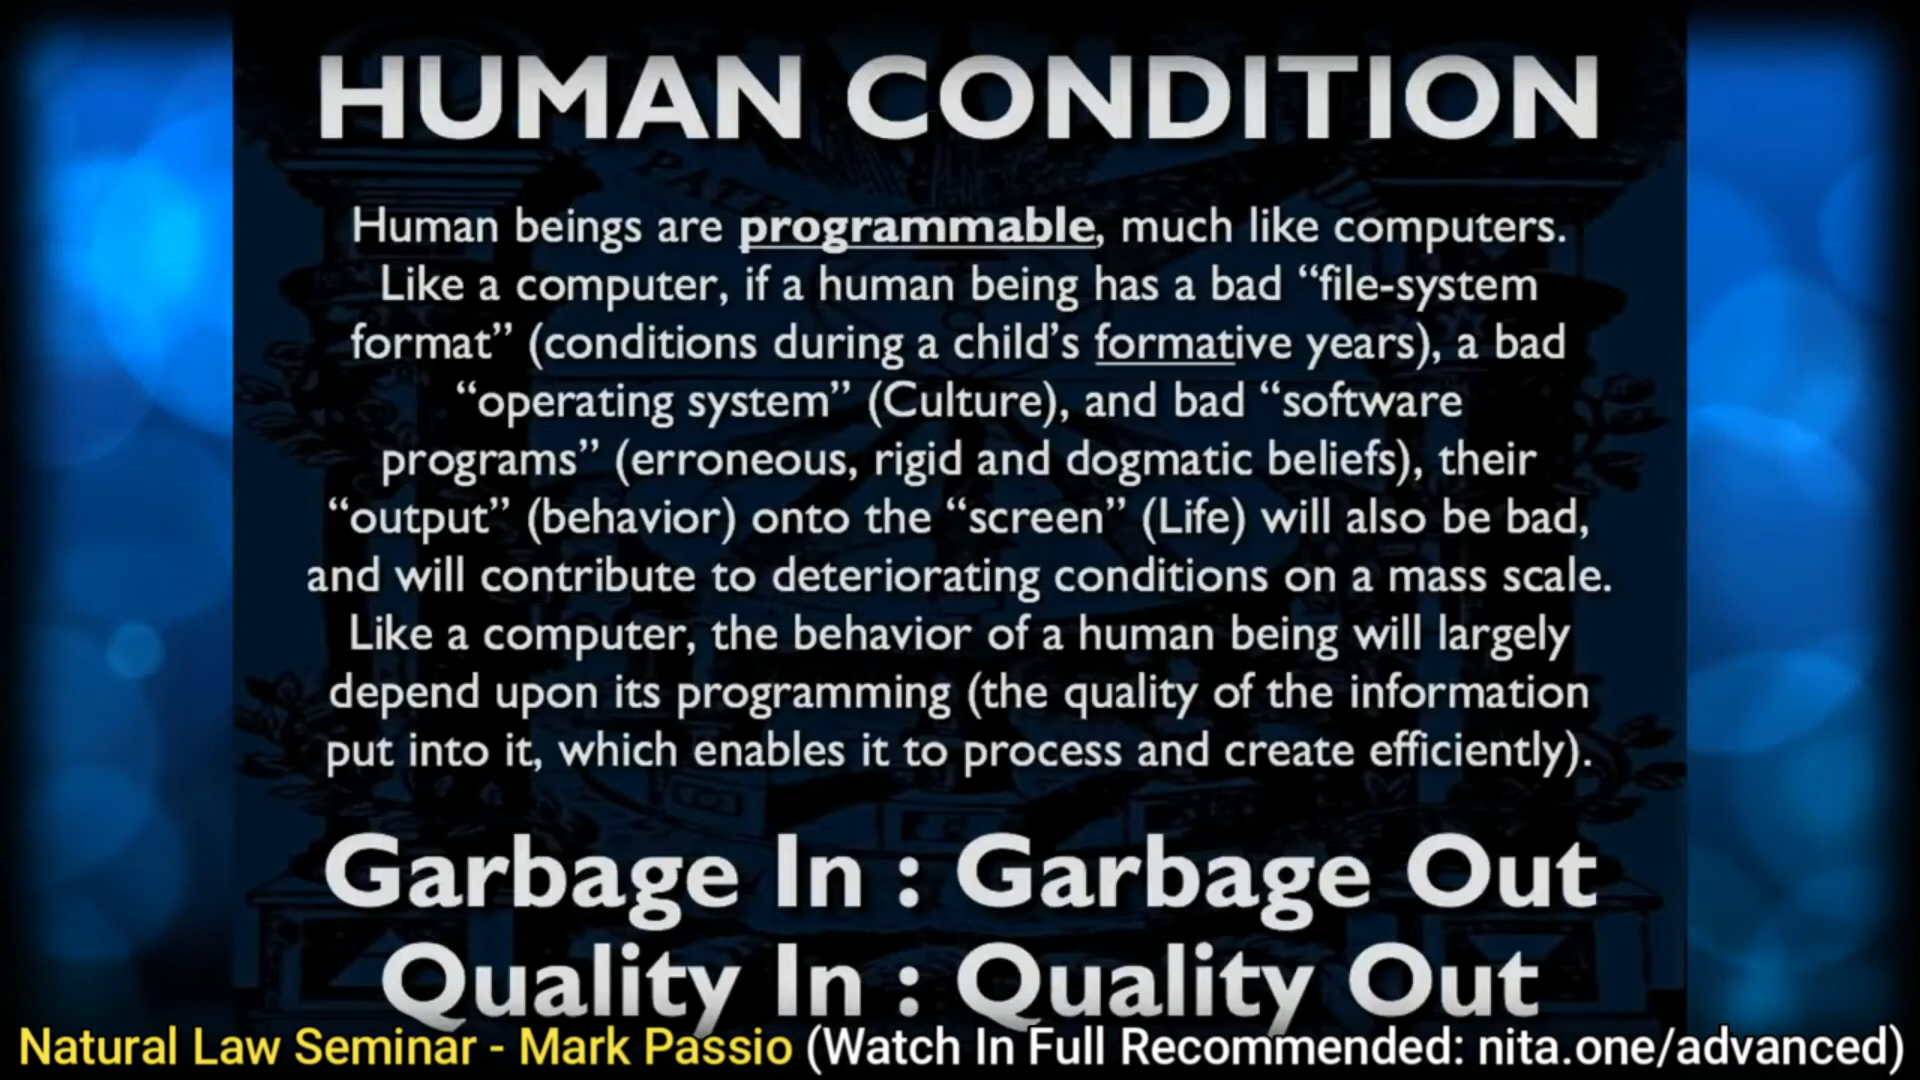 HUMAN CONDITION
Human beings are programmable, much like computers.
Like a computer, if a human being has a bad “file-system
format” (conditions during a child’s formative years), a bad
“operating system” (Culture), and bad “software
programs” (erroneous, rigid and dogmatic beliefs), their
“output” (behavior) onto the “screen” (Life) will also be bad,
and will contribute to deteriorating conditions on a mass scale.
Like a computer, the behavior of a human being will largely
depend upon its programming (the quality of the information
put into it, which enables it to process and create efficiently).
Garbage In : Garbage Out
Quality In : Quality Out
Natural Law Seminar - Mark Passio (Watch In Full Recommended: nita.one/advanced)